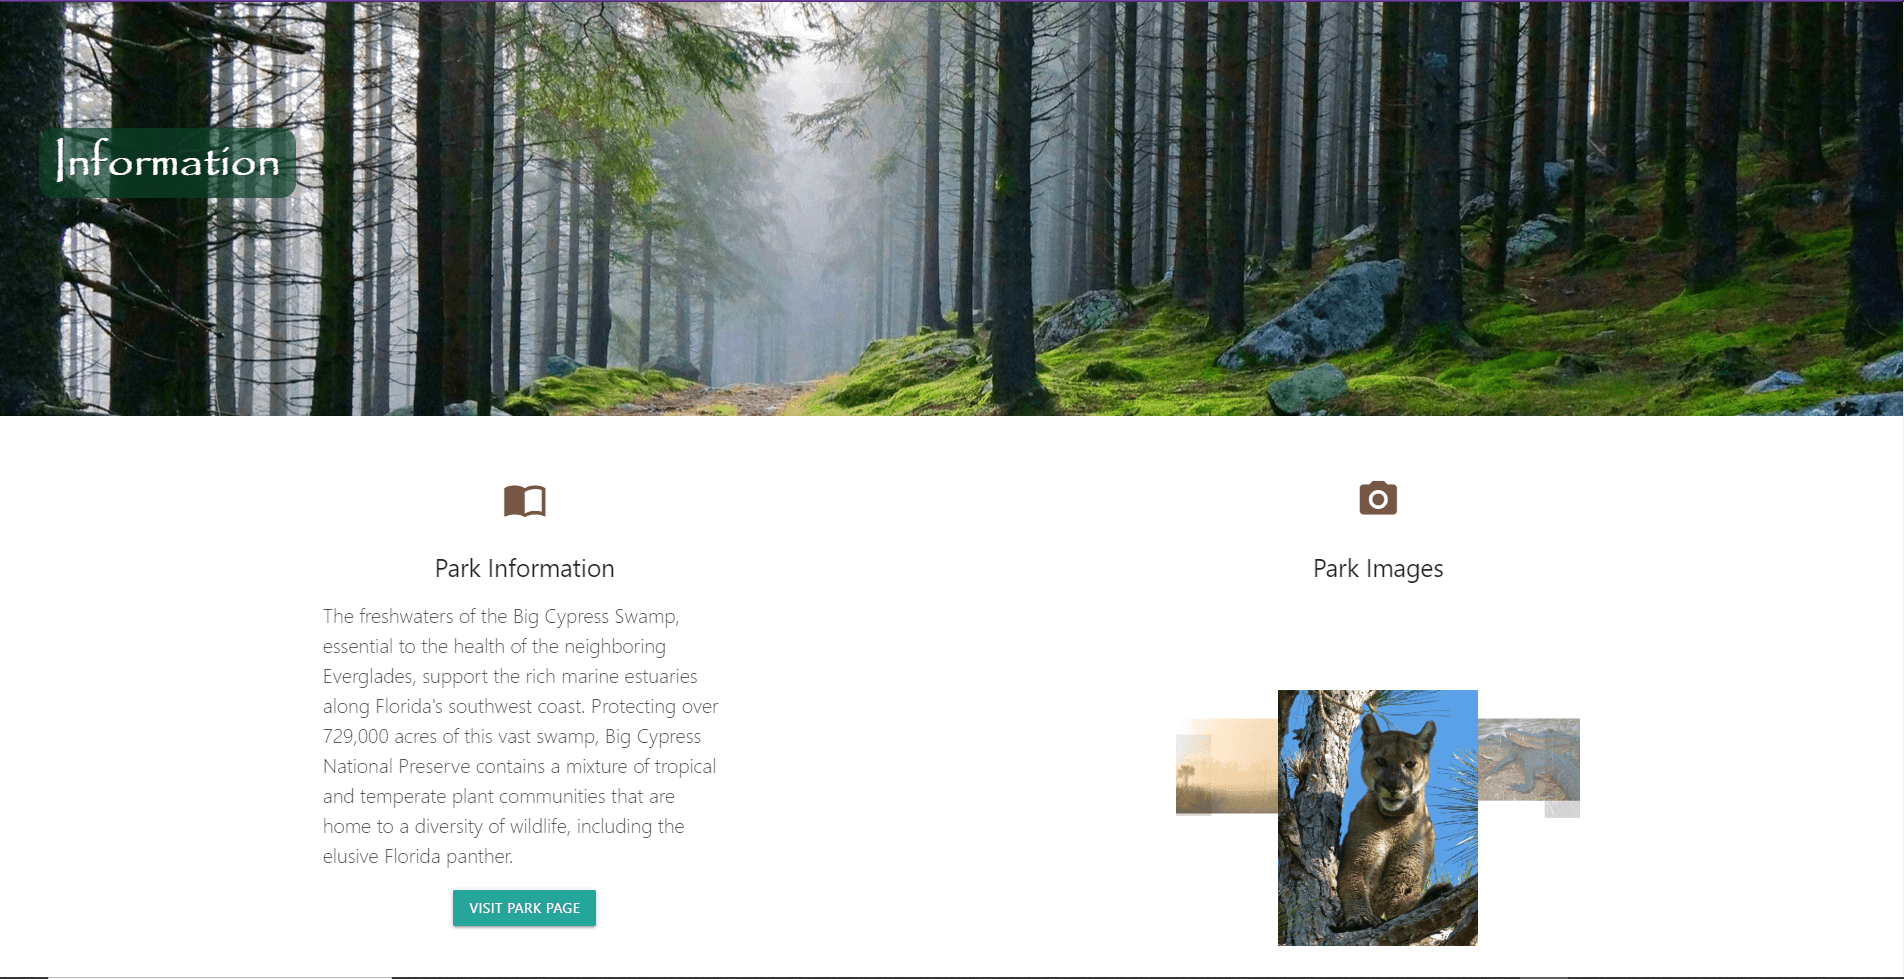 Information
Park Information
The freshwaters of the Big Cypress Swamp,
essential to the health of the neighboring
Everglades, support the rich marine estuaries
along Florida's southwest coast. Protecting over
729,000 acres of this vast swamp, Big Cypress
National Preserve contains a mixture of tropical
and temperate plant communities that are
home to a diversity of wildlife, including the
elusive Florida panther.
VISIT PARK PAGE
Park Images